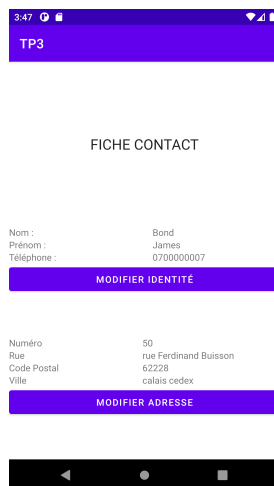 3:47
TP3
FICHE CONTACT
Nom : Bond
Prénom : James
Téléphone : 0700000007
MODIFIER IDENTITÉ
Numéro 50
Rue rue Ferdinand Buisson
Code Postal 62228
Ville calais cedex
MODIFIER ADRESSE